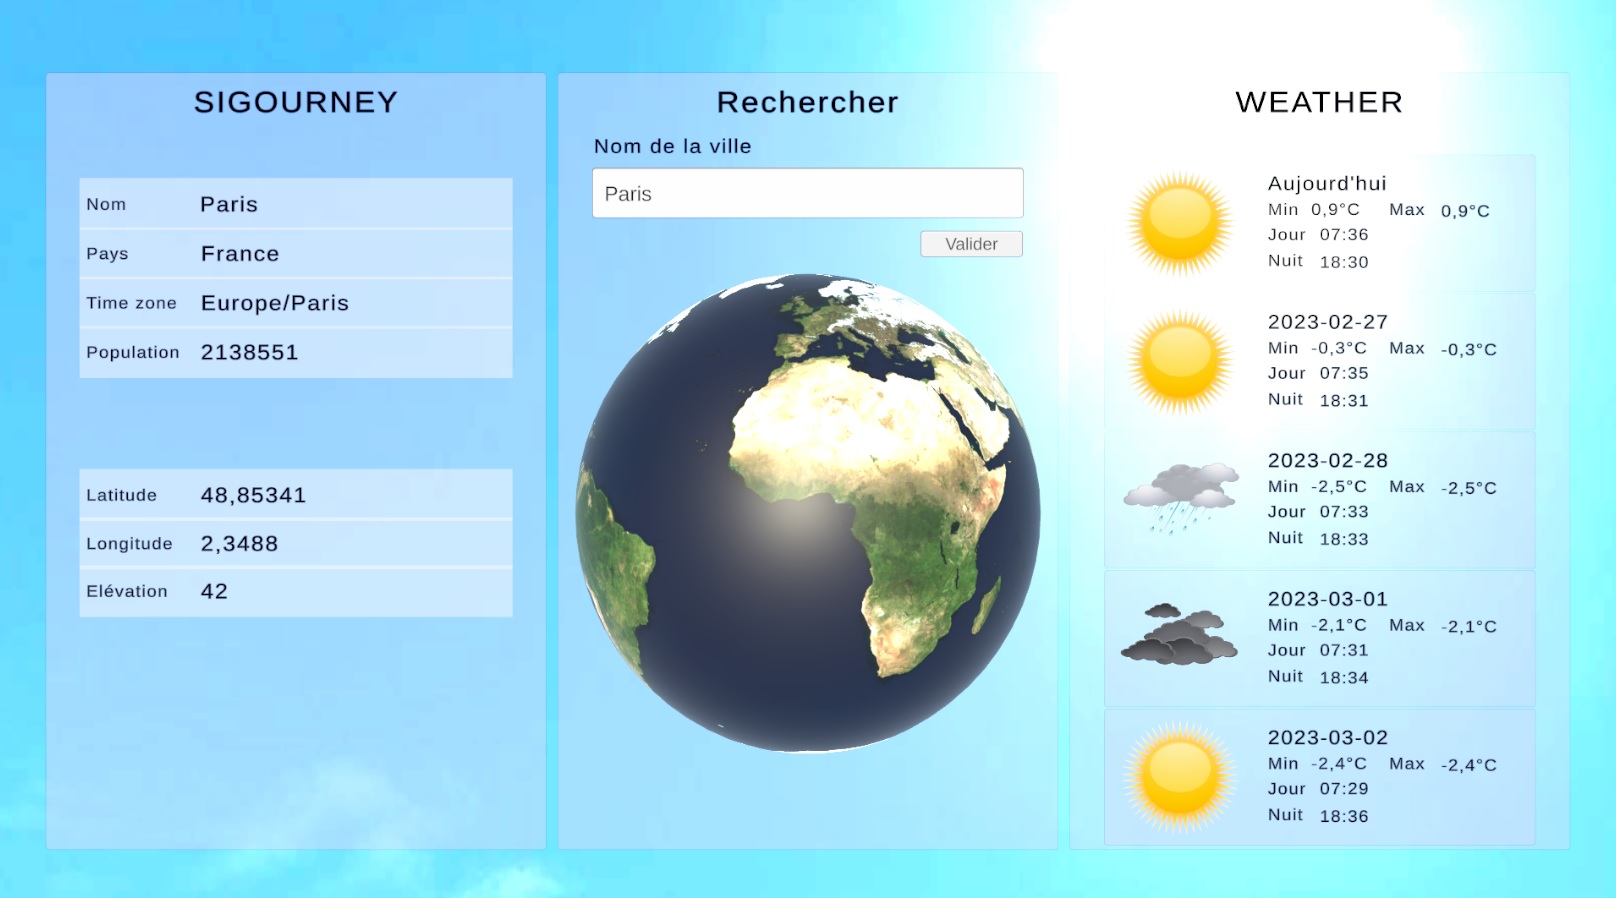 SIGOURNEY
Nom Paris
Pays France
Time zone Europe/Paris
Population 2138551
Latitude 48,85341
Longitude 2,3488
Elévation 42
Rechercher
Nom de la ville
Paris
Valider
WEATHER
Aujourd'hui
Min 0,9°C Max 0,9°C
Jour 07:36
Nuit 18:30
2023-02-27
Min -0,3°C Max -0,3°C
Jour 07:35
Nuit 18:31
2023-02-28
Min -2,5°C Max -2,5°C
Jour 07:33
Nuit 18:33
2023-03-01
Min -2,1°C Max -2,1°C
Jour 07:31
Nuit 18:34
2023-03-02
Min -2,4°C Max -2,4°C
Jour 07:29
Nuit 18:36